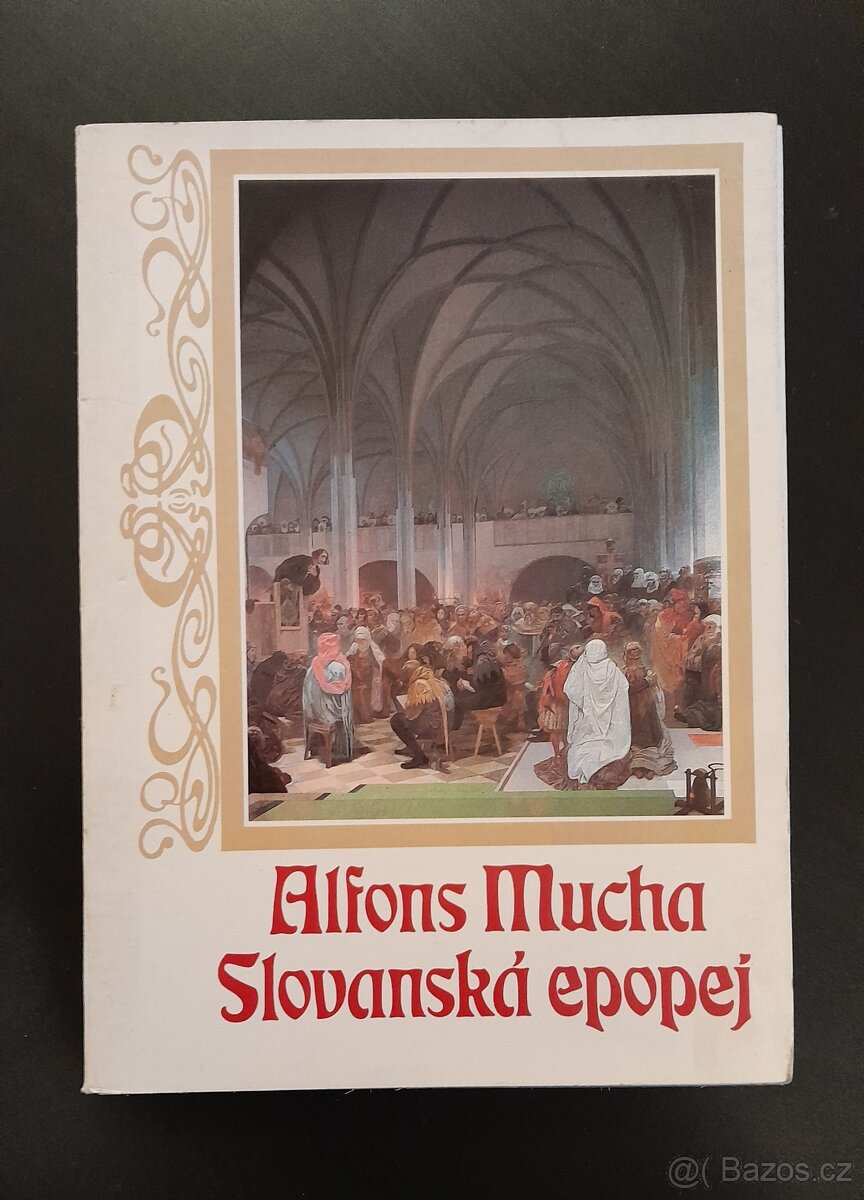 Alfons Mucha
Slovanská epopej
@( Bazos.cz